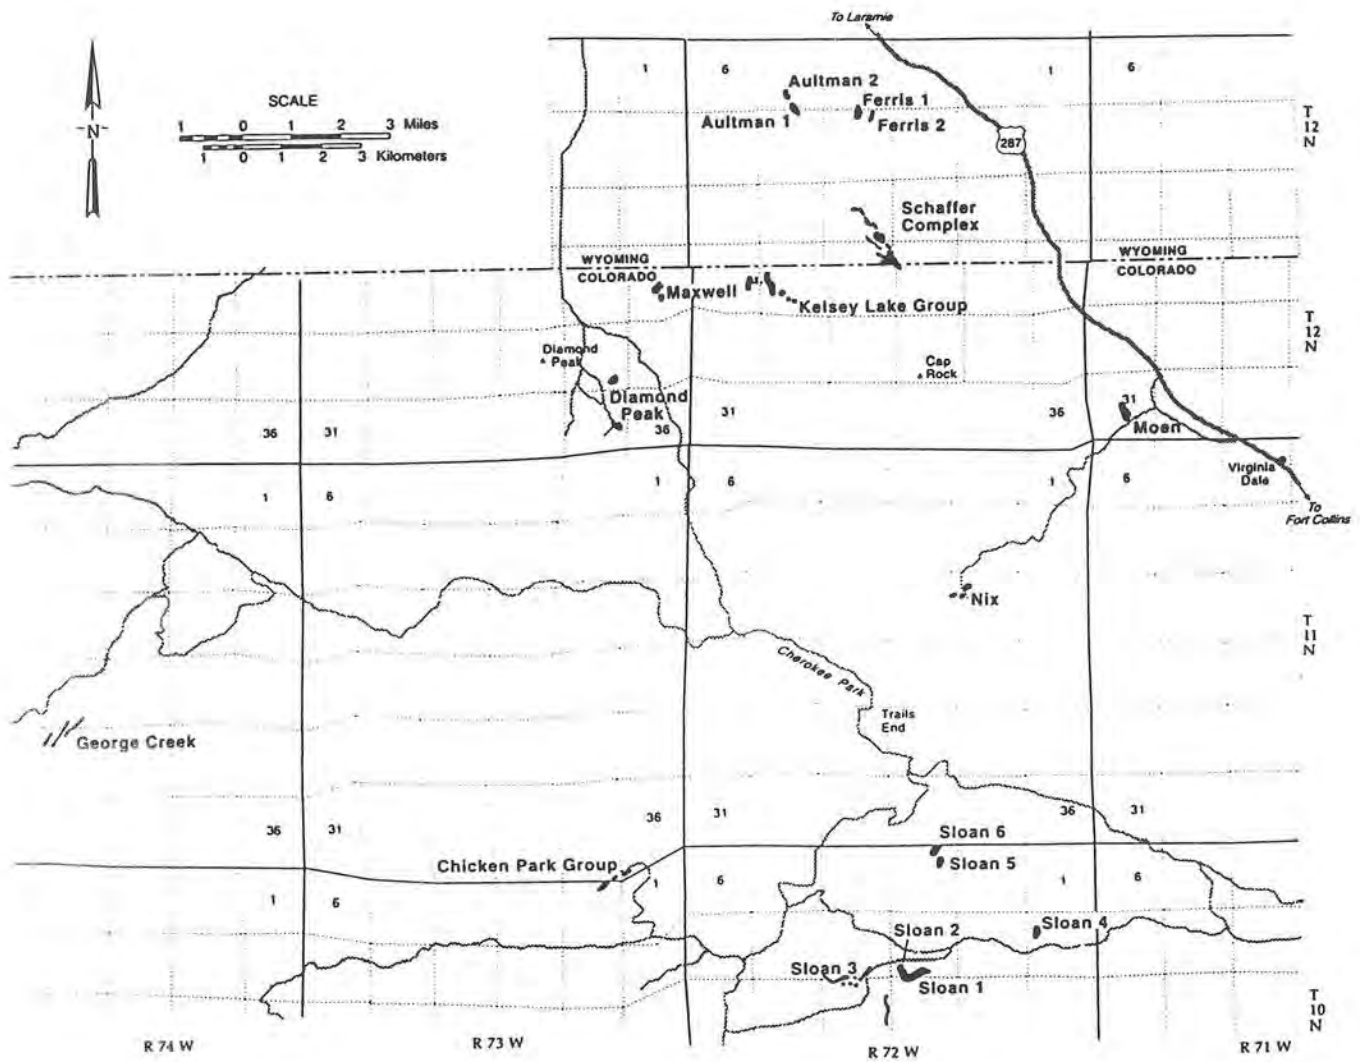 To Laramie
N
SCALE
1 0 1 2 3 Miles
1 0 1 2 3 Kilometers
1 6 1 6
Aultman 2
Aultman 1
Ferris 1
Ferris 2
287
T
12
N
Schaffer
Complex
WYOMING
COLORADO
WYOMING
COLORADO
Maxwell
Kelsey Lake Group
T
12
N
Diamond
Peak
Cap
Rock
Diamond
Peak
36 31
36 31
36 31
Moen
Virginia
Dale
To
Fort Collins
1 6
1 6
1 6
Nix
T
11
N
Cherokee Park
Trails
End
George Creek
36 31
36 31
36 31
Sloan 6
Sloan 5
Chicken Park Group
1 6
1 6
1 6
Sloan 2
Sloan 4
Sloan 3
Sloan 1
T
10
N
R 74 W
R 73 W
R 72 W
R 71 W